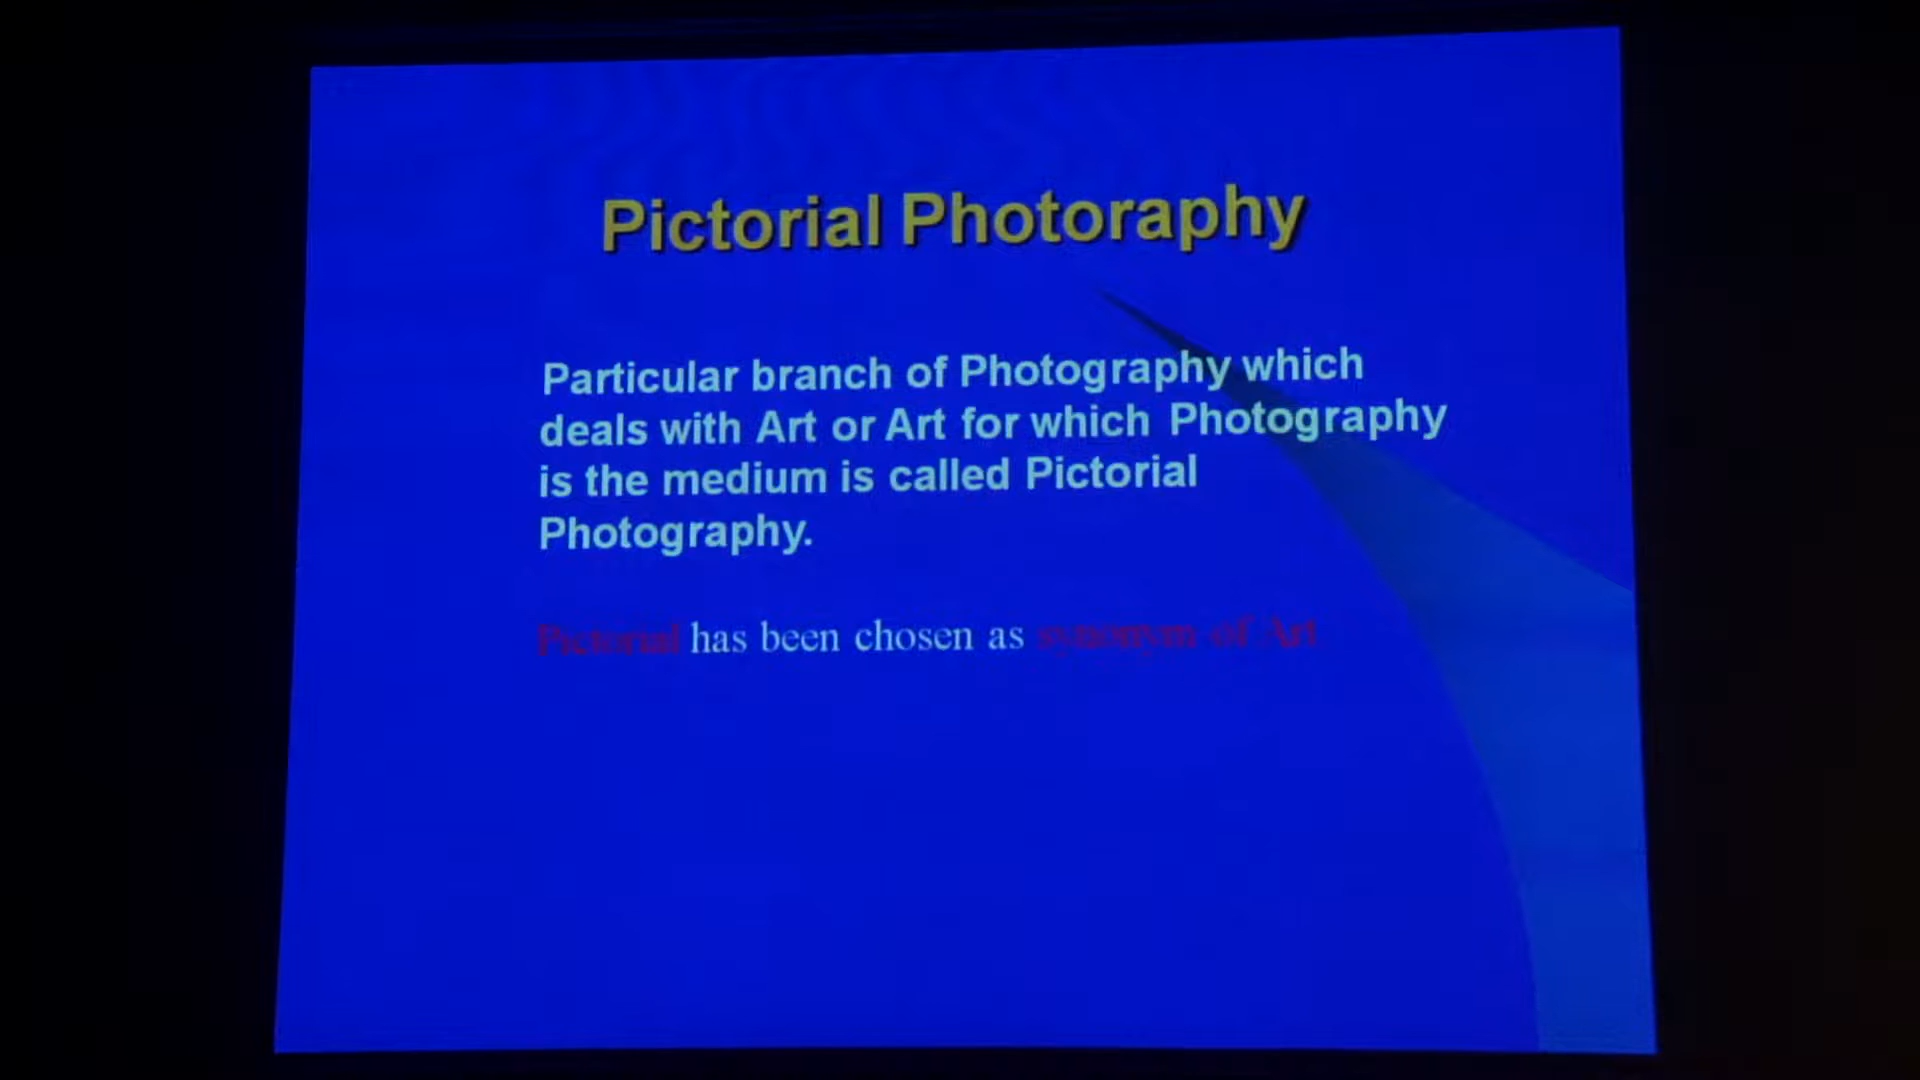 Pictorial Photoraphy
Particular branch of Photography which
deals with Art or Art for which Photography
is the medium is called Pictorial
Photography.
Pictorial has been chosen as synonym of Art